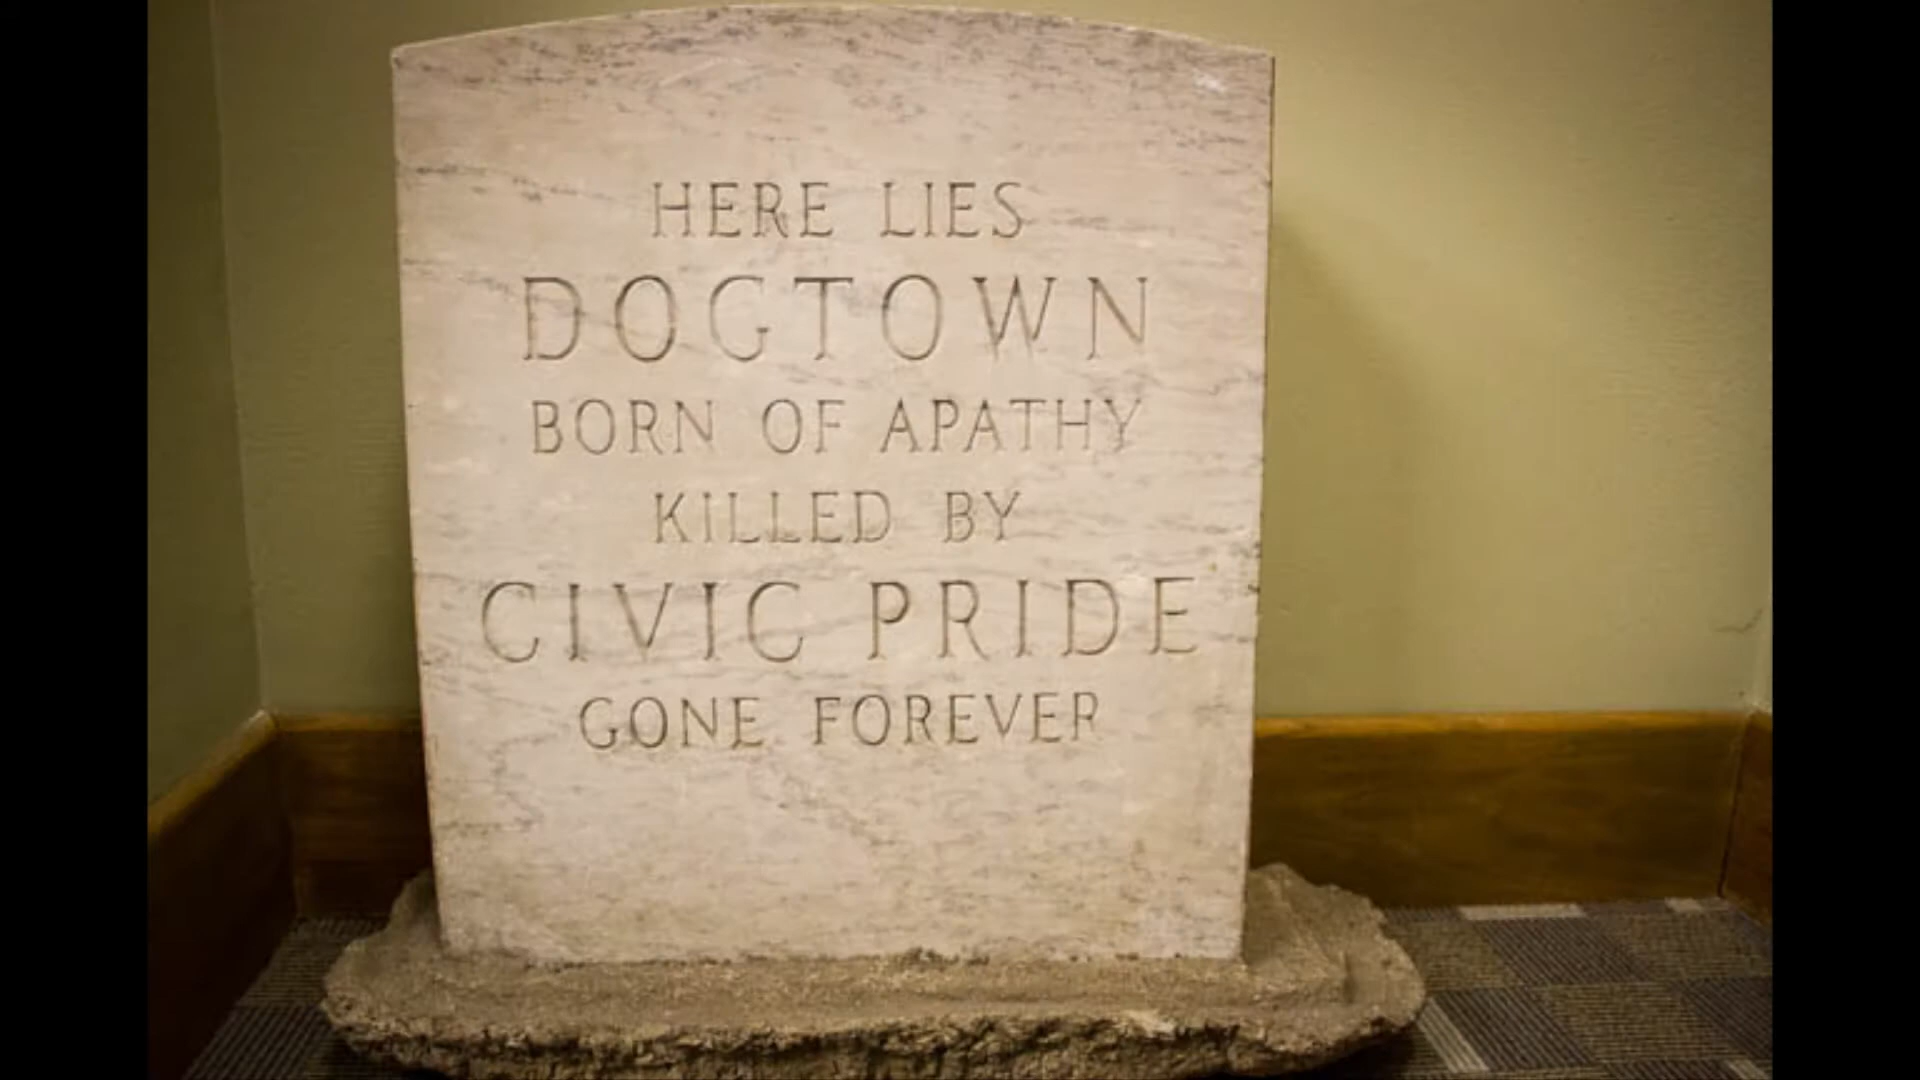 HERE LIES
DOGTOWN
BORN OF APATHY
KILLED BY
CIVIC PRIDE
GONE FOREVER